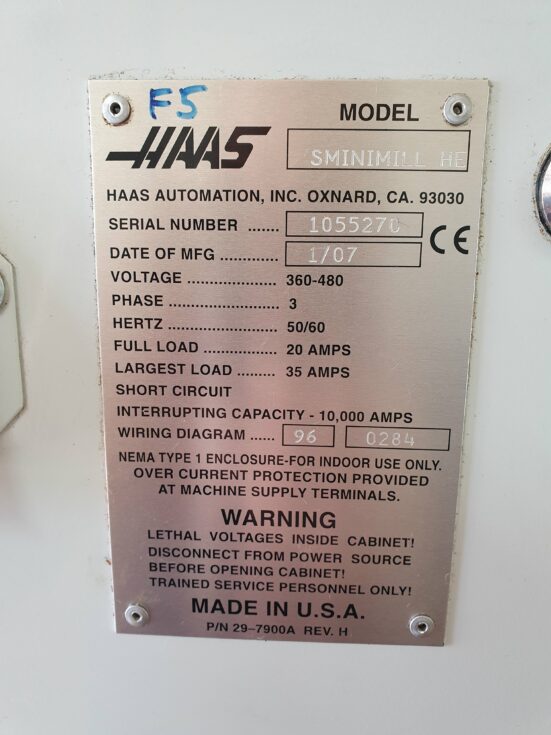 F5
MODEL
HAAS
SMINIMILL HE
HAAS AUTOMATION, INC. OXNARD, CA. 93030
SERIAL NUMBER ....... 
CE
DATE OF MFG ............. 1/07
VOLTAGE ................. 360-480
PHASE ...................... 3
HERTZ ...................... 50/60
FULL LOAD ............... 20 AMPS
LARGEST LOAD ........ 35 AMPS
SHORT CIRCUIT
INTERRUPTING CAPACITY - 10,000 AMPS
WIRING DIAGRAM ...... 96 0284
NEMA TYPE 1 ENCLOSURE-FOR INDOOR USE ONLY.
OVER CURRENT PROTECTION PROVIDED
AT MACHINE SUPPLY TERMINALS.
WARNING
LETHAL VOLTAGES INSIDE CABINET!
DISCONNECT FROM POWER SOURCE
BEFORE OPENING CABINET!
TRAINED SERVICE PERSONNEL ONLY!
MADE IN U.S.A.
P/N 29-7900A REV. H